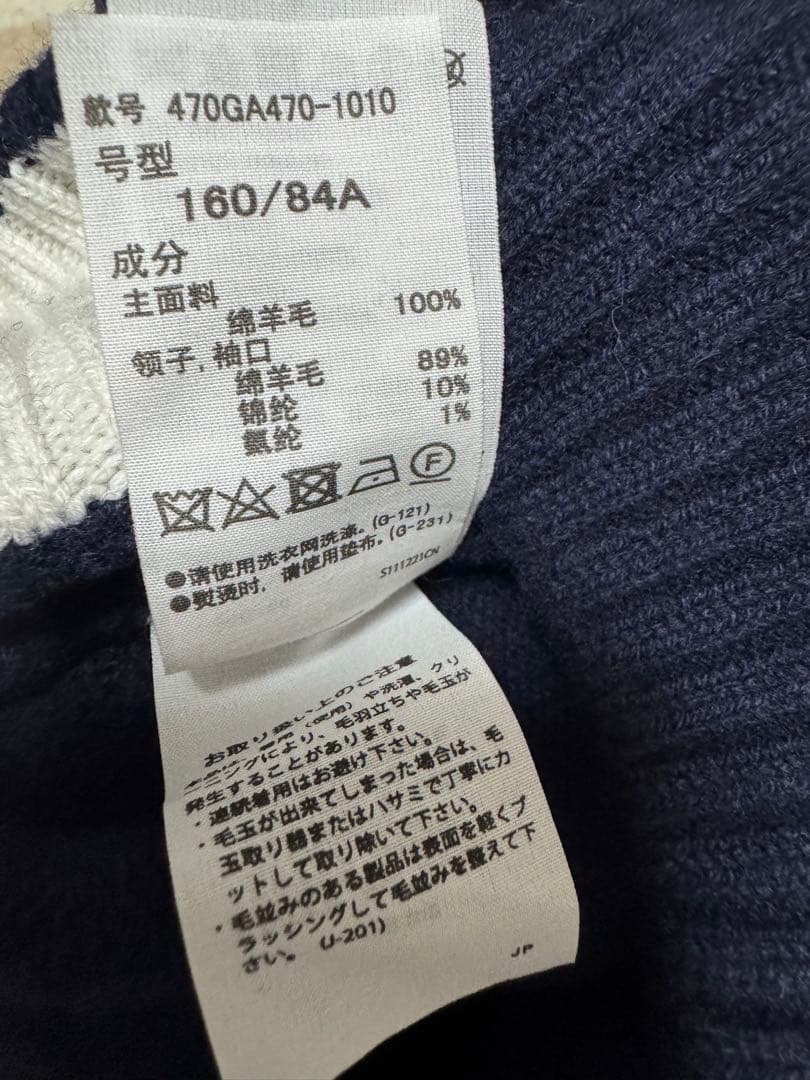 款号 470GA470-1010
号型
160/84A
成分
主面料
绵羊毛 100%
领子,袖口
绵羊毛 89%
锦纶 10%
氨纶 1%
F
●请使用洗衣网洗涤。(G-121)
●熨烫时,请使用垫布。(G-231)
S111221CN
お取り扱い上のご注意
着用(使用)や洗濯、クリ
ーニングにより、毛羽立ちや毛玉が
発生することがあります。
・連続着用はお避け下さい。
・毛玉が出来てしまった場合は、毛
玉取り器またはハサミで丁寧にカ
ットして取り除いて下さい。
・毛並みのある製品は表面を軽くブ
ラッシングして毛並みを整えて下
さい。 (J-201)
JP